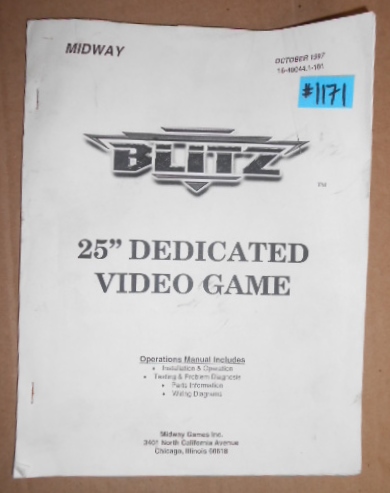 MIDWAY
OCTOBER 1997
16-40044.1-101
#1171
BLITZ
™
25” DEDICATED
VIDEO GAME
Operations Manual Includes
• Installation & Operation
• Testing & Problem Diagnosis
• Parts Information
• Wiring Diagrams
Midway Games Inc.
3401 North California Avenue
Chicago, Illinois 60618